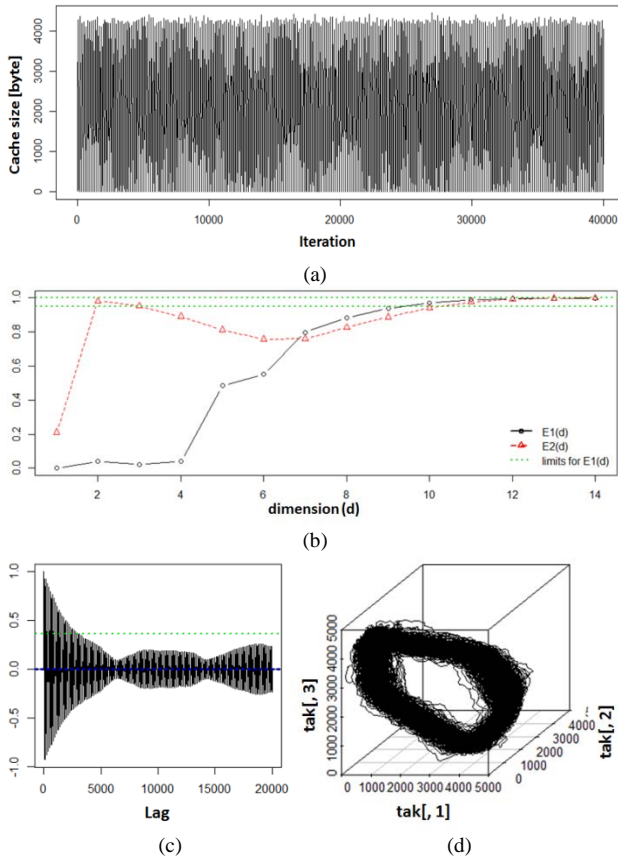 Cache size [byte]
4000
3000
2000
1000
0
0 10000 20000 30000 40000
Iteration
(a)
1.0
0.8
0.6
0.4
0.2
0.0
E1(d)
E2(d)
limits for E1(d)
2 4 6 8 10 12 14
dimension (d)
(b)
1.0
0.5
0.0
-0.5
-1.0
0 5000 10000 15000 20000
Lag
(c)
tak[, 3]
5000
4000
3000
2000
1000
0
0 1000 2000 3000 4000 5000
tak[, 1]
0
1000
2000
3000
4000
tak[, 2]
(d)